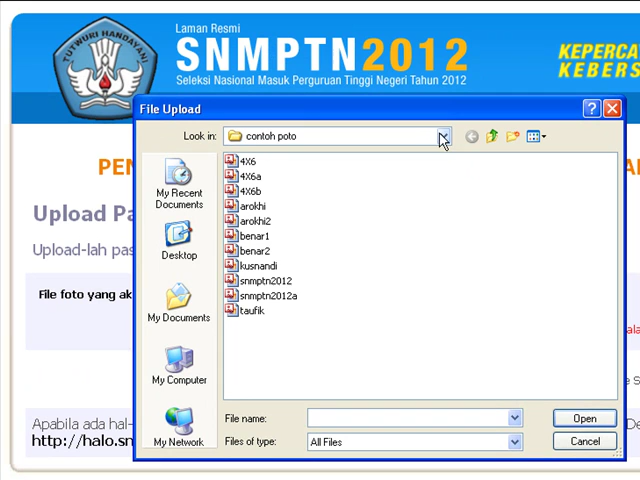 TUTWURI HANDAYANI
Laman Resmi
SNMPTN2012
Seleksi Nasional Masuk Perguruan Tinggi Negeri Tahun 2012
KEPERCA
KEBERS
File Upload
Look in: contoh poto
PEN
Upload Pa
Upload-lah pas
File foto yang ak
Apabila ada hal-
http://halo.sn
My Recent Documents
Desktop
My Documents
My Computer
My Network
4X6
4X6a
4X6b
arokhi
arokhi2
benar1
benar2
kusnandi
snmptn2012
snmptn2012a
taufik
File name:
Open
Files of type: All Files
Cancel
ala
e S
De